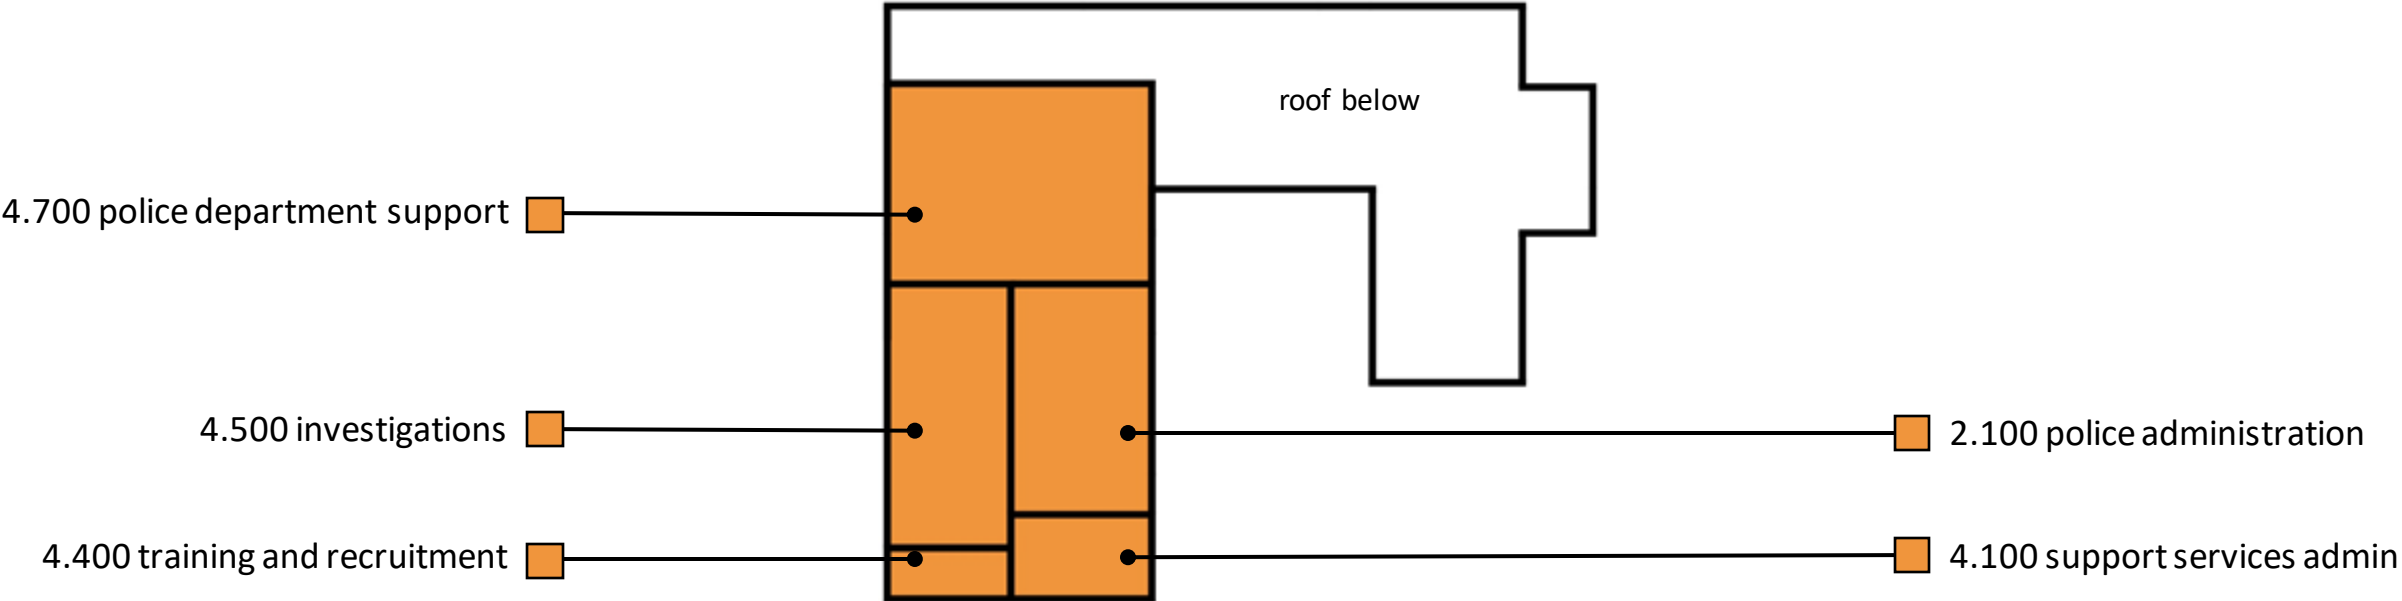 roof below
4.700 police department support
4.500 investigations
2.100 police administration
4.400 training and recruitment
4.100 support services admin